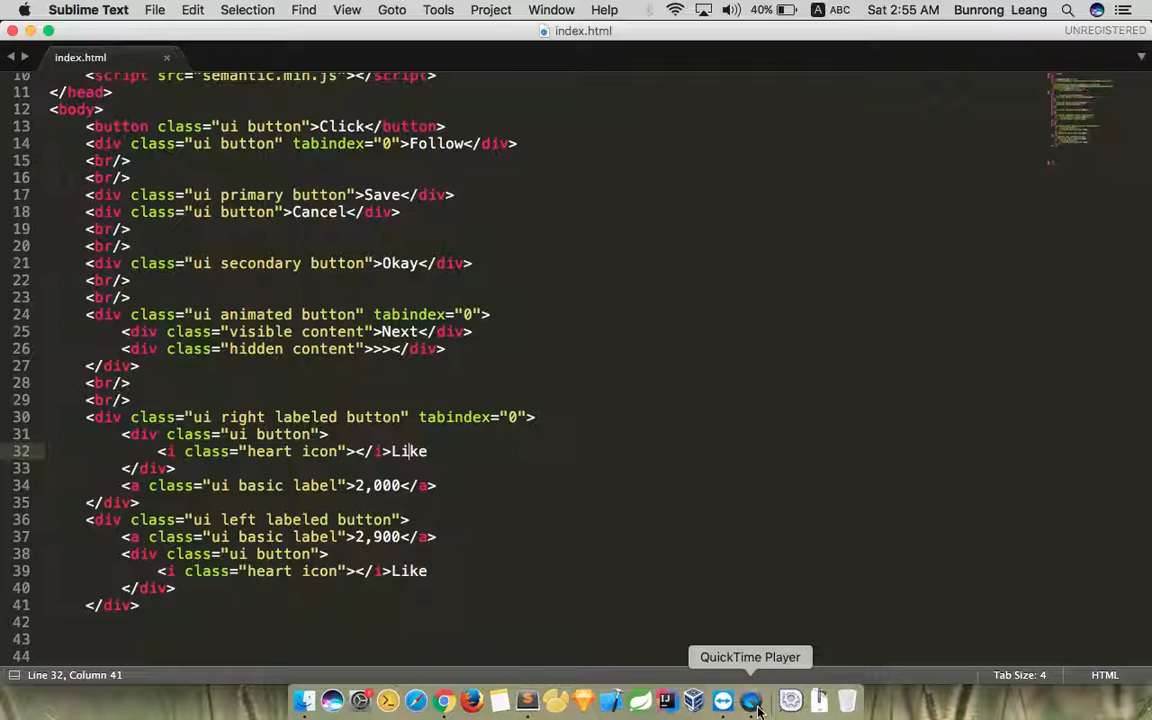 Sublime Text File Edit Selection Find View Goto Tools Project Window Help 40% A ABC Sat 2:55 AM Bunrong Leang
index.html UNREGISTERED
index.html ×
10 <script src="semantic.min.js"></script>
11 </head>
12 <body>
13 <button class="ui button">Click</button>
14 <div class="ui button" tabindex="0">Follow</div>
15 <br/>
16 <br/>
17 <div class="ui primary button">Save</div>
18 <div class="ui button">Cancel</div>
19 <br/>
20 <br/>
21 <div class="ui secondary button">Okay</div>
22 <br/>
23 <br/>
24 <div class="ui animated button" tabindex="0">
25 <div class="visible content">Next</div>
26 <div class="hidden content">>></div>
27 </div>
28 <br/>
29 <br/>
30 <div class="ui right labeled button" tabindex="0">
31 <div class="ui button">
32 <i class="heart icon"></i>Like
33 </div>
34 <a class="ui basic label">2,000</a>
35 </div>
36 <div class="ui left labeled button">
37 <a class="ui basic label">2,900</a>
38 <div class="ui button">
39 <i class="heart icon"></i>Like
40 </div>
41 </div>
42
43
44
QuickTime Player
Line 32, Column 41 Tab Size: 4 HTML